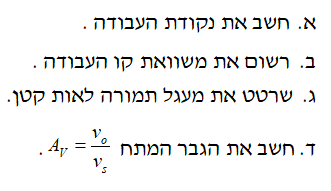 א. חשב את נקודת העבודה .
ב. רשום את משוואת קו העבודה .
ג. שרטט את מעגל תמורה לאות קטן.
ד. חשב את הגבר המתח A_V = v_o / v_s .